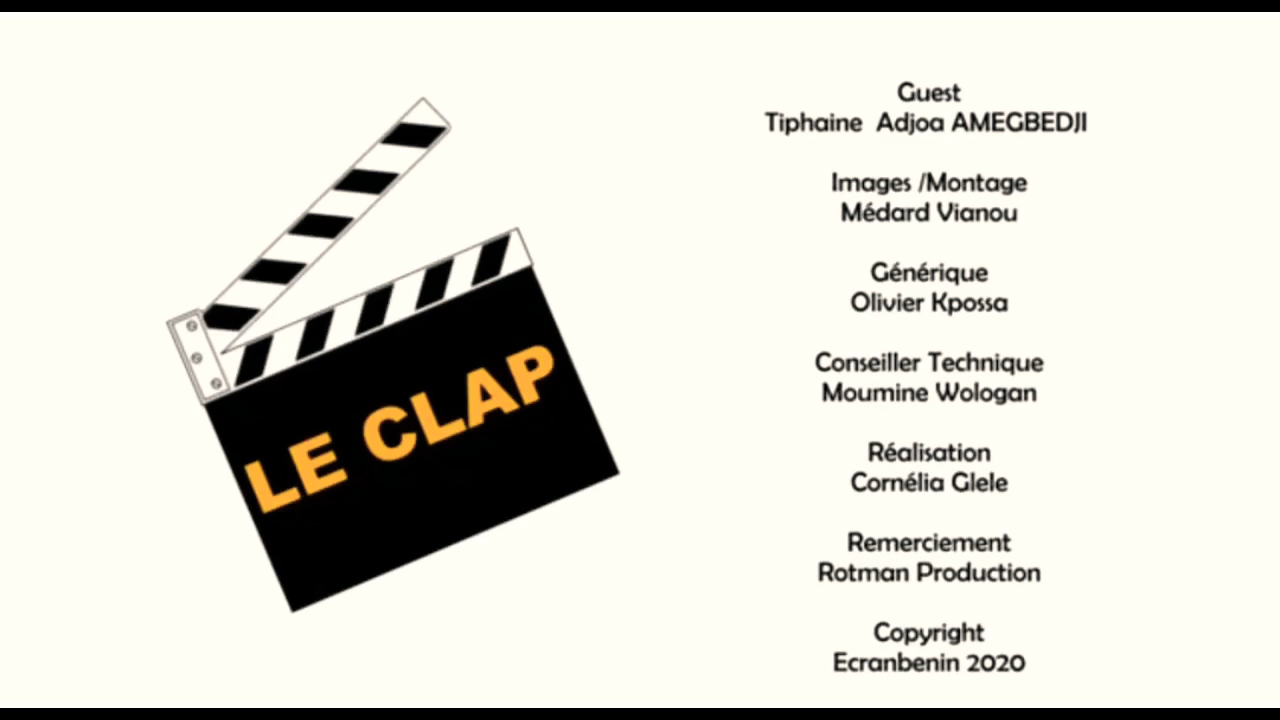 LE CLAP
Guest
Tiphaine Adjoa AMEGBEDJI
Images /Montage
Médard Vianou
Générique
Olivier Kpossa
Conseiller Technique
Moumine Wologan
Réalisation
Cornélia Glele
Remerciement
Rotman Production
Copyright
Ecranbenin 2020